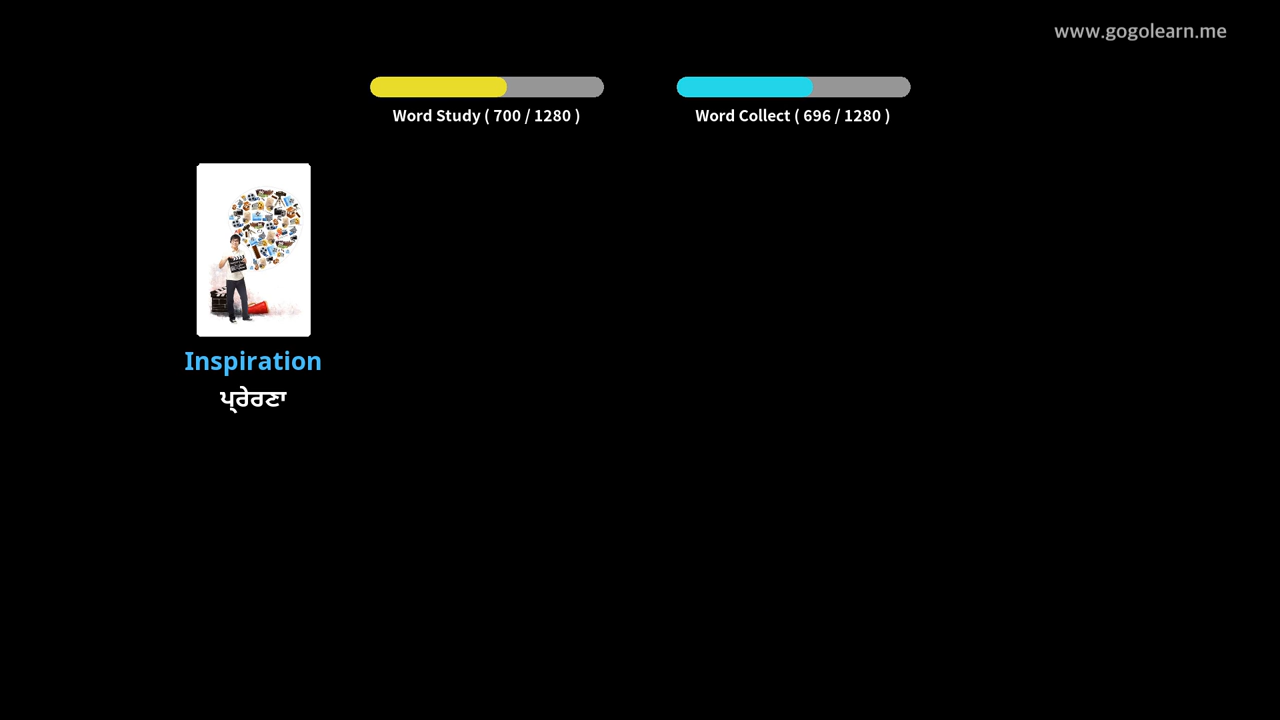 www.gogolearn.me
Word Study ( 700 / 1280 )
Word Collect ( 696 / 1280 )
Inspiration
ਪ੍ਰੇਰਣਾ